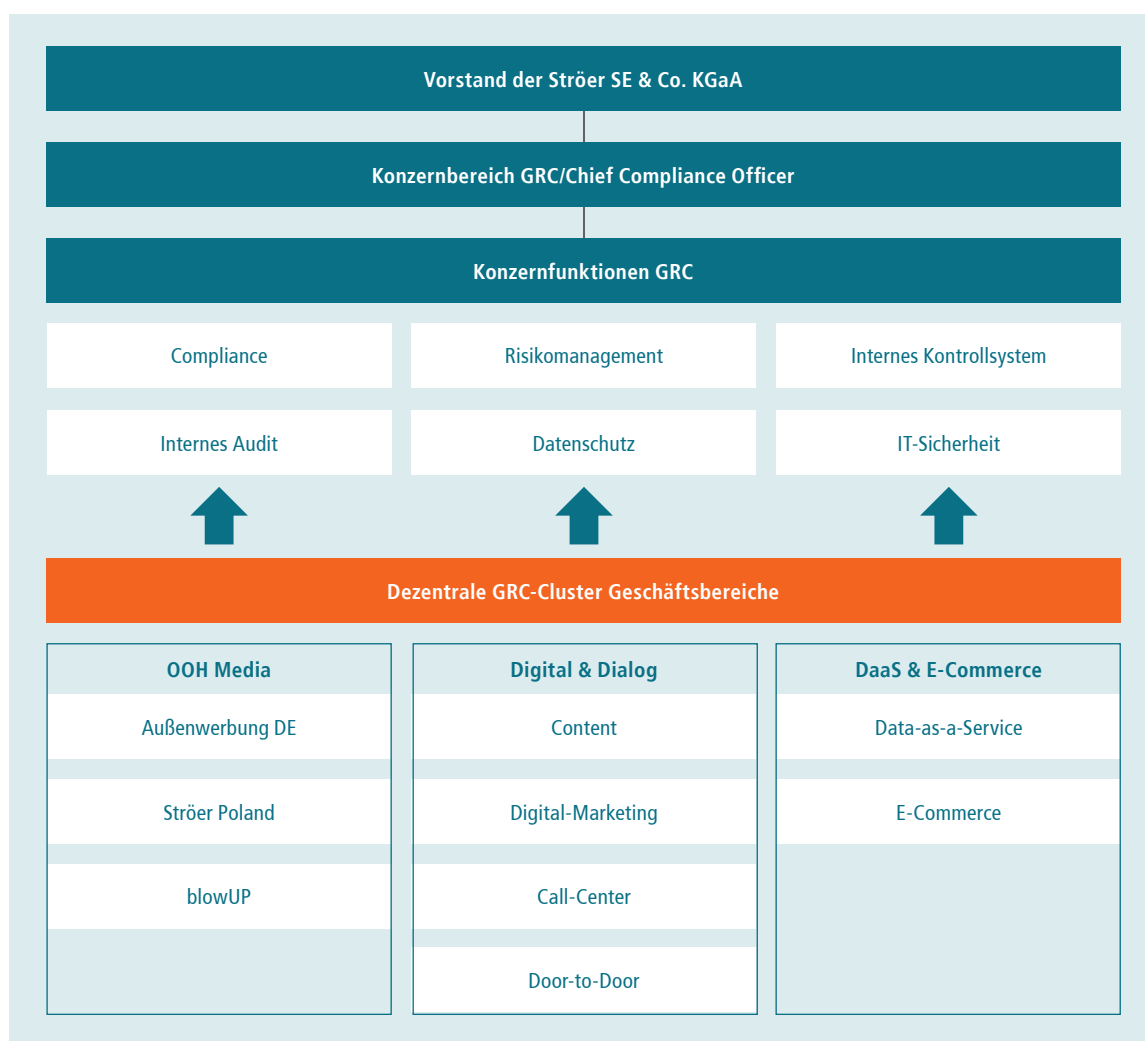 Vorstand der Ströer SE & Co. KGaA
Konzernbereich GRC/Chief Compliance Officer
Konzernfunktionen GRC
Compliance
Risikomanagement
Internes Kontrollsystem
Internes Audit
Datenschutz
IT-Sicherheit
Dezentrale GRC-Cluster Geschäftsbereiche
OOH Media
Außenwerbung DE
Ströer Poland
blowUP
Digital & Dialog
Content
Digital-Marketing
Call-Center
Door-to-Door
DaaS & E-Commerce
Data-as-a-Service
E-Commerce